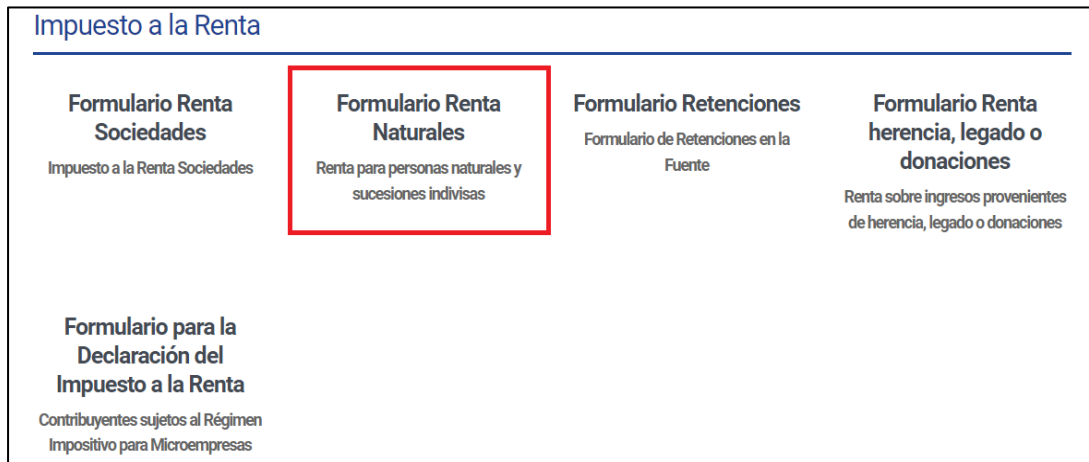 Impuesto a la Renta
Formulario Renta
Sociedades
Impuesto a la Renta Sociedades
Formulario Renta
Naturales
Renta para personas naturales y
sucesiones indivisas
Formulario Retenciones
Formulario de Retenciones en la
Fuente
Formulario Renta
herencia, legado o
donaciones
Renta sobre ingresos provenientes
de herencia, legado o donaciones
Formulario para la
Declaración del
Impuesto a la Renta
Contribuyentes sujetos al Régimen
Impositivo para Microempresas